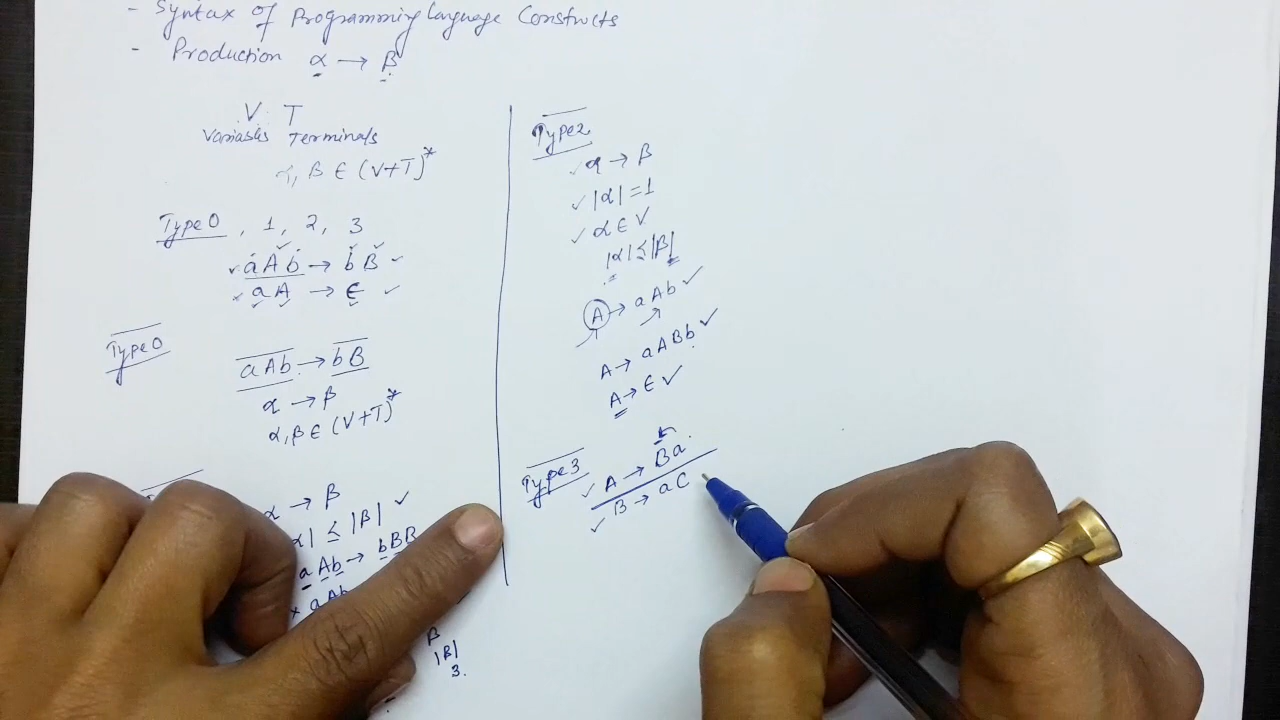 - Syntax of Programming Language Constructs
- Production α → β
V T
Variables Terminals
α, β ∈ (V+T)*
Type 0, 1, 2, 3
✓ aAb → bB ✓
aA → ∈ ✓
Type 0
aAb → bB
α → β
α, β ∈ (V+T)*
α → β
α| ≤ |β| ✓
aAb → bBB
x aAb
β
|β|
3.
Type 2
✓ α → β
✓ |α| = 1
✓ α ∈ V
|α| ≤ |β|
A → aAb ✓
A → aABb ✓
A → ∈ ✓
Type 3
✓ A → Ba
✓ B → aC